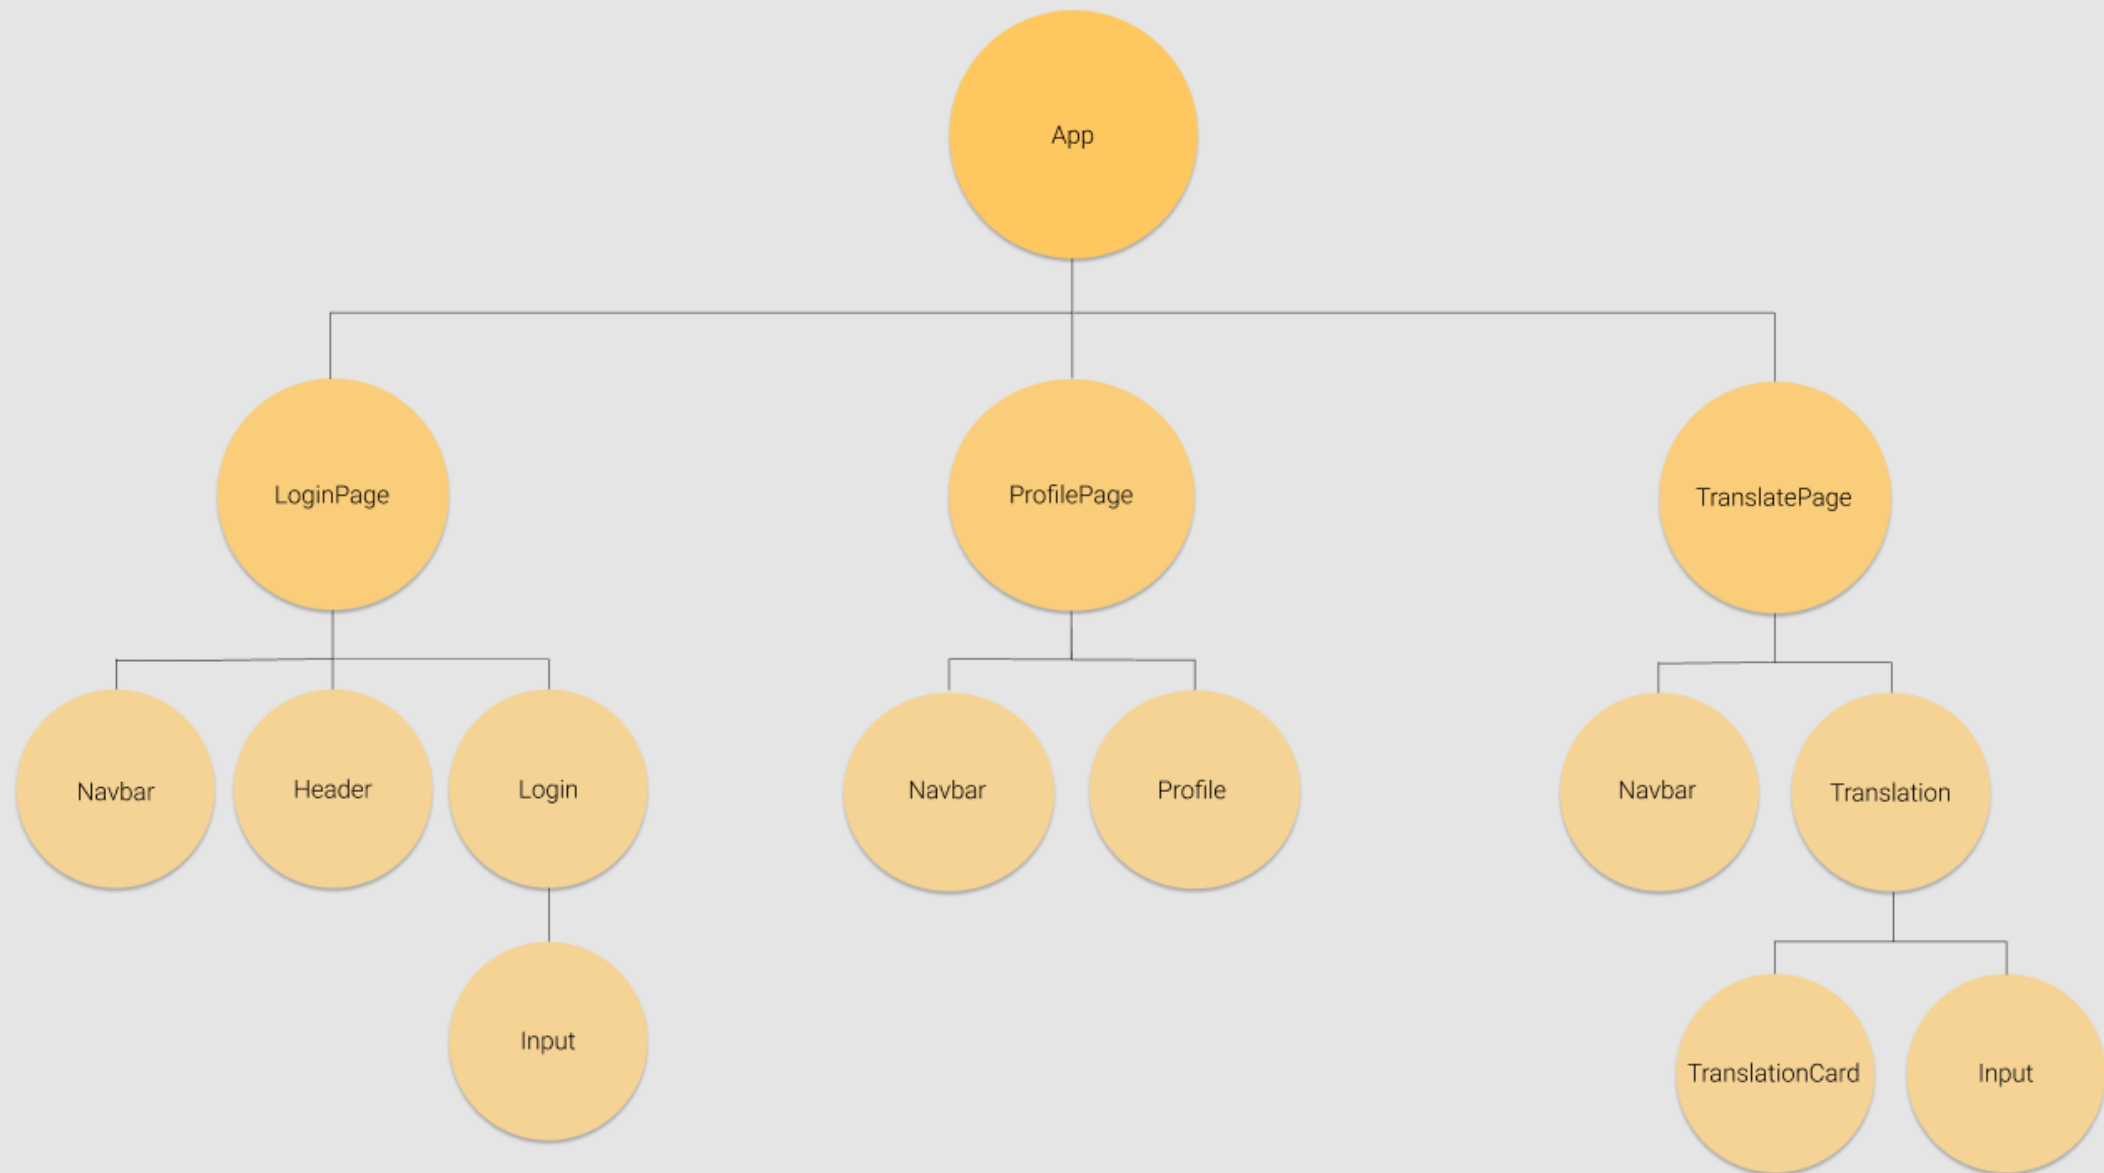 App
LoginPage
ProfilePage
TranslatePage
Navbar
Header
Login
Navbar
Profile
Navbar
Translation
Input
TranslationCard
Input